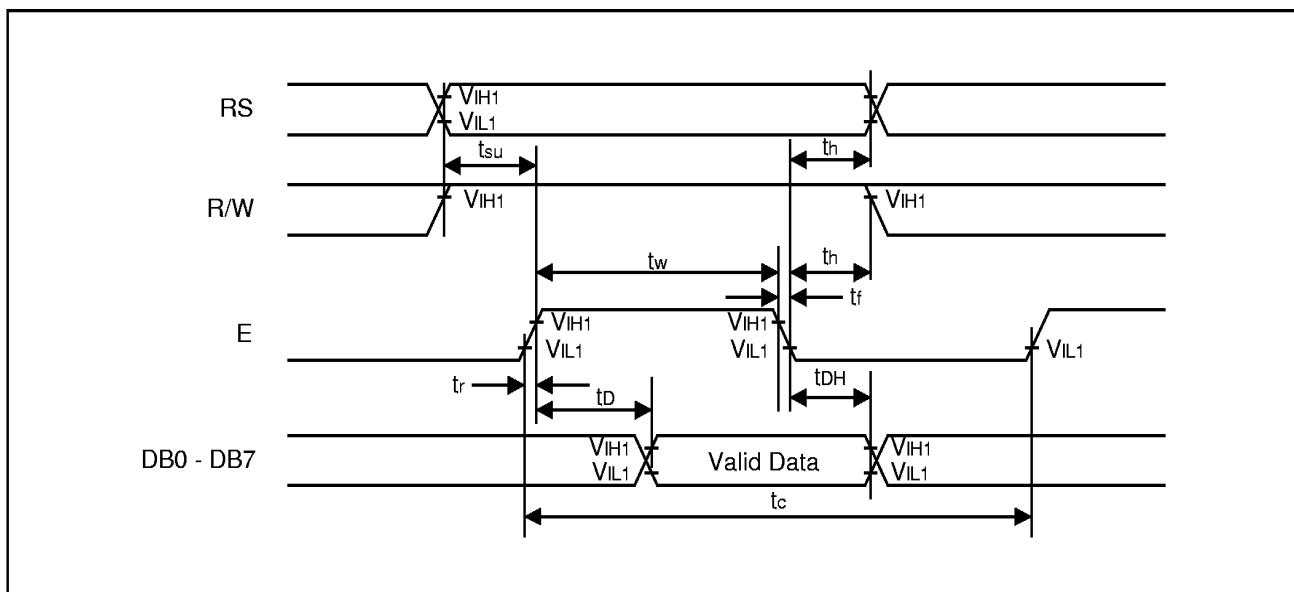 RS
VIH1
VIL1
tsu
th
R/W
VIH1
VIH1
tw
th
tf
E
VIH1
VIL1
VIH1
VIL1
VIL1
tr
tD
tDH
DB0 - DB7
VIH1
VIL1
Valid Data
VIH1
VIL1
tc